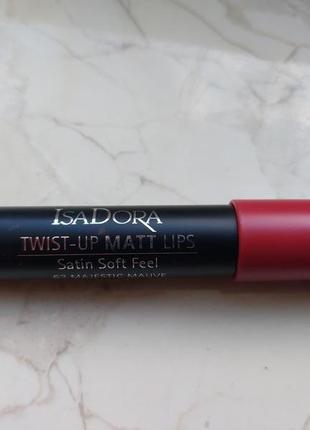 ISADORA
TWIST-UP MATT LIPS
Satin Soft Feel
MAJESTIC MAUVE